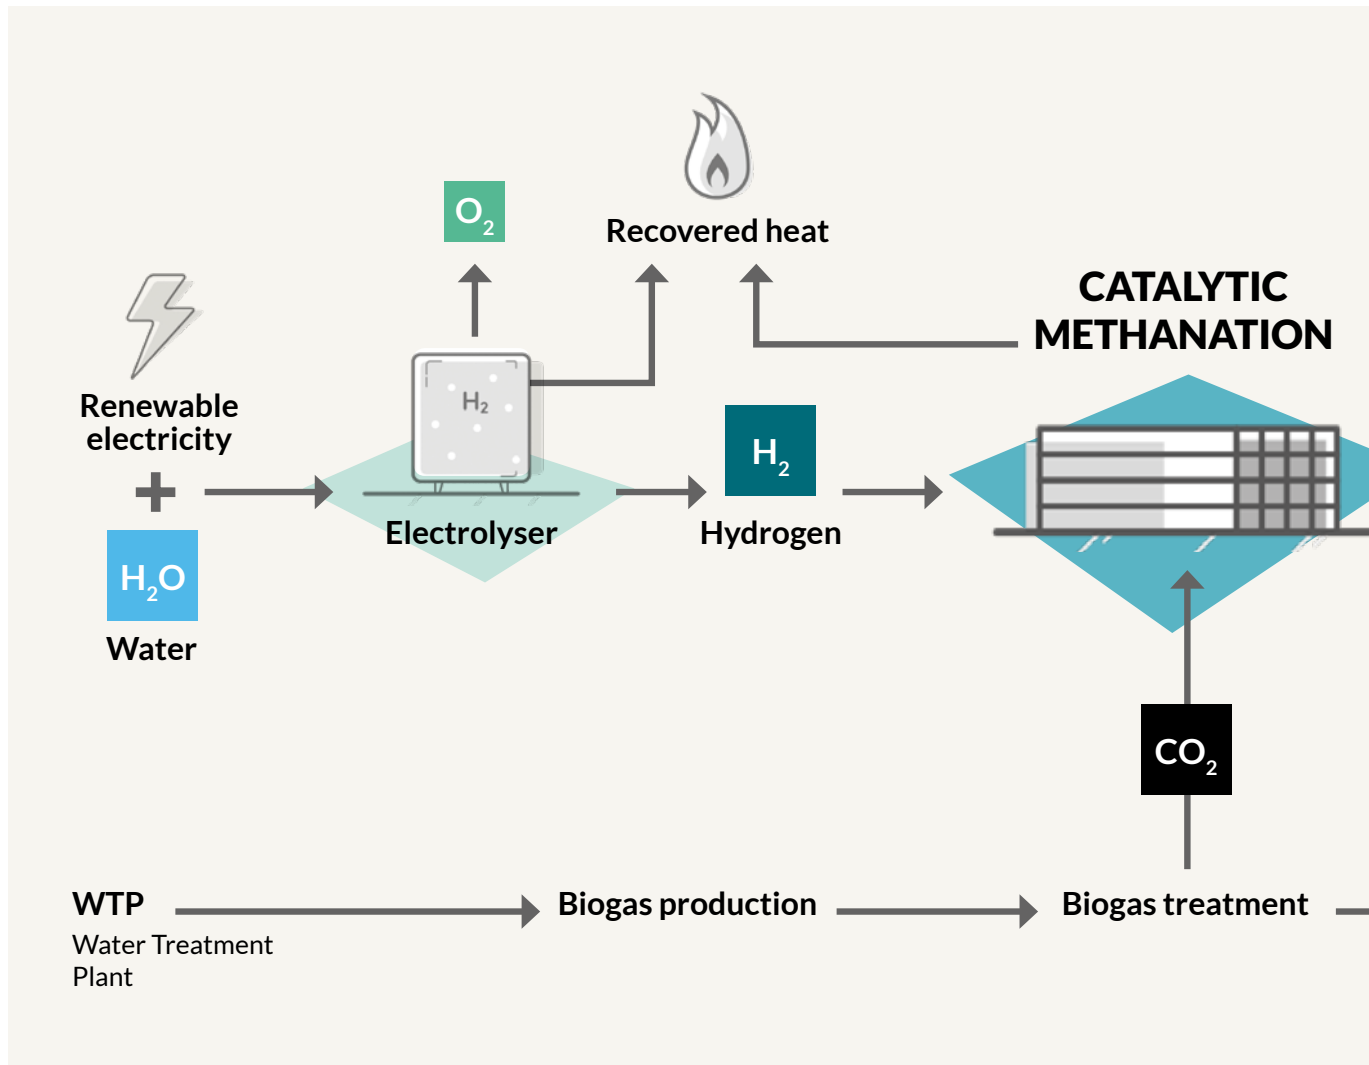 O2
Recovered heat
CATALYTIC
METHANATION
Renewable
electricity
H2
H2
Electrolyser
Hydrogen
H2O
Water
CO2
WTP
Water Treatment
Plant
Biogas production
Biogas treatment